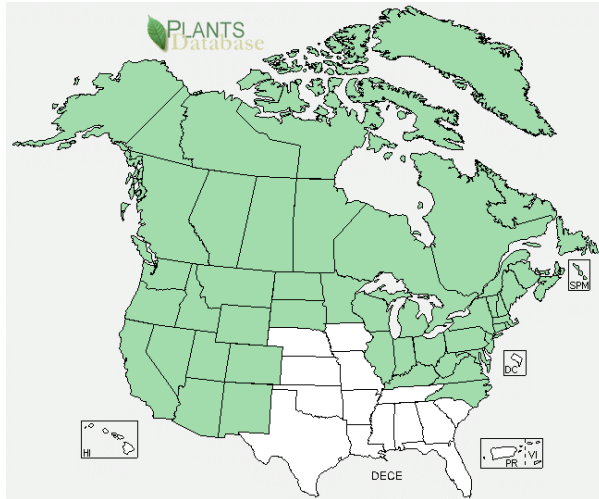 PLANTS
Database
SPM
DC
HI
PR
VI
DECE